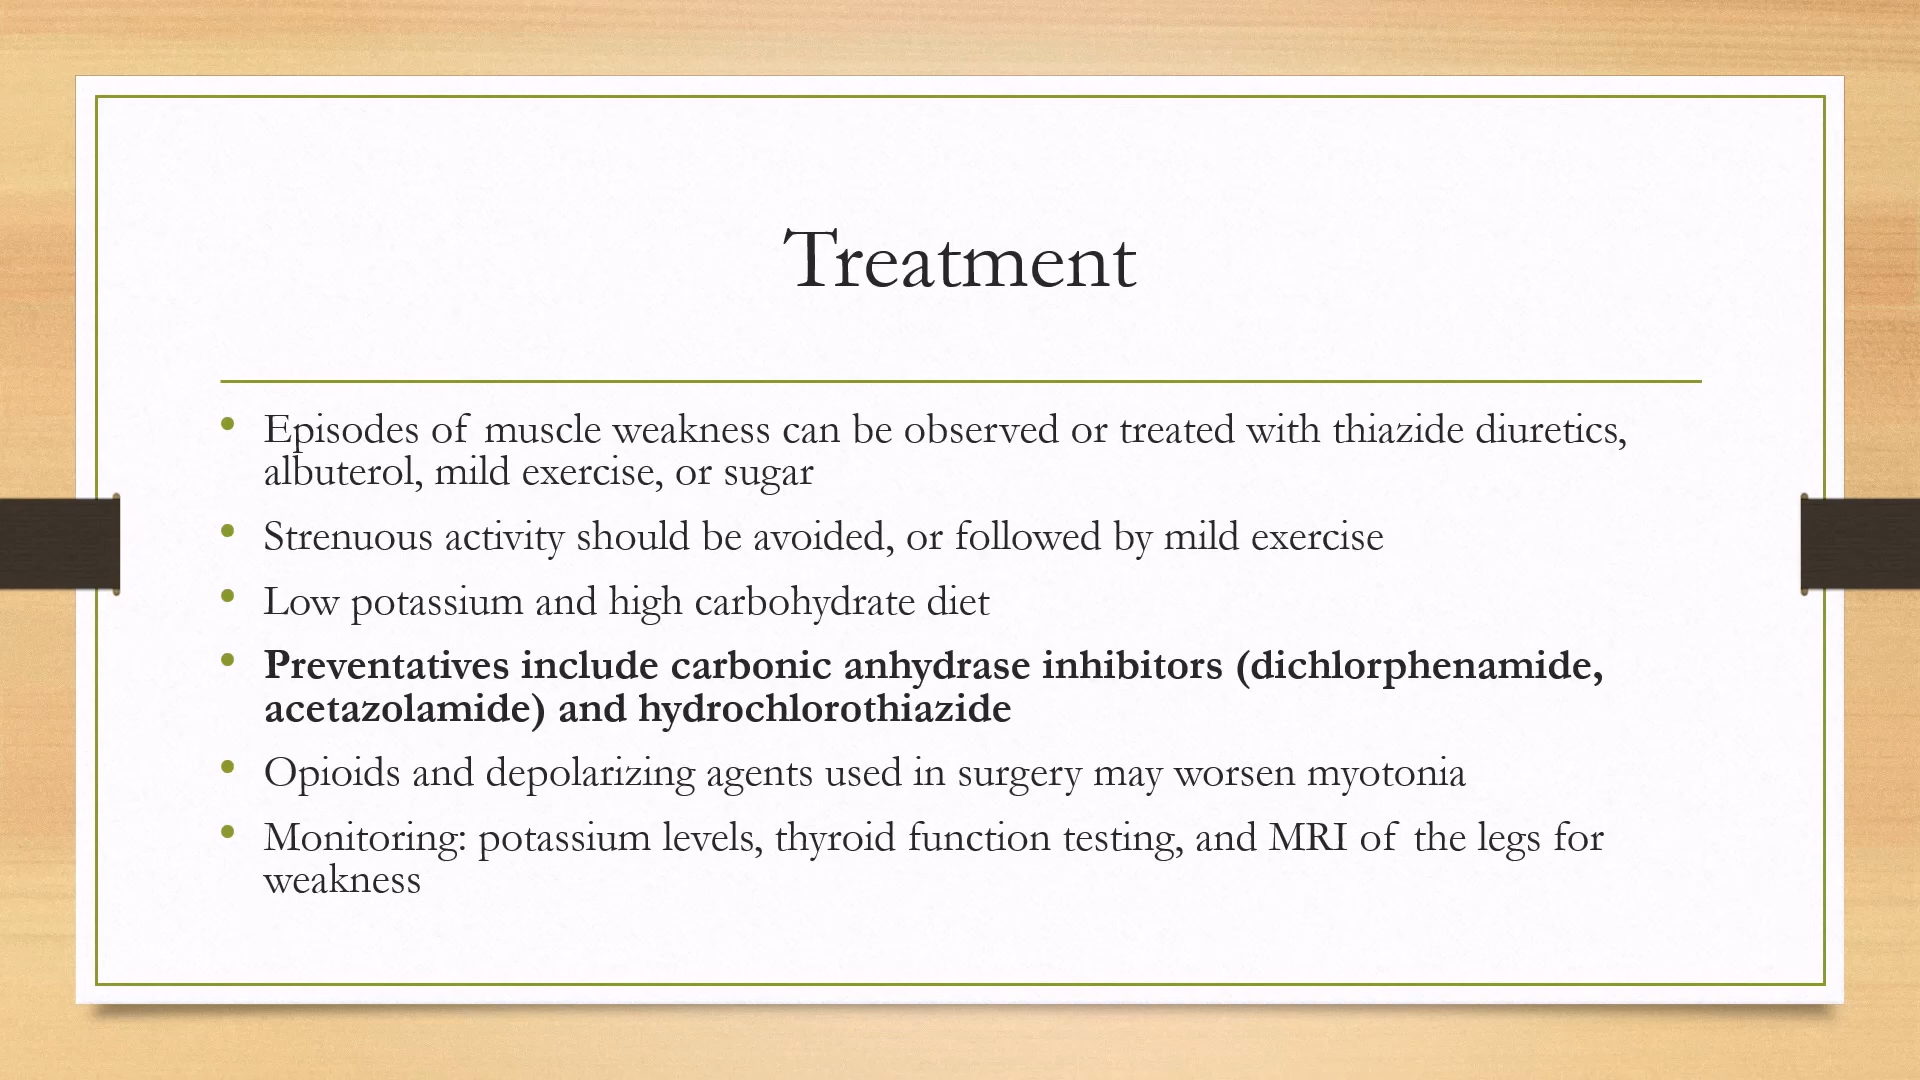 Treatment
• Episodes of muscle weakness can be observed or treated with thiazide diuretics,
albuterol, mild exercise, or sugar
• Strenuous activity should be avoided, or followed by mild exercise
• Low potassium and high carbohydrate diet
• Preventatives include carbonic anhydrase inhibitors (dichlorphenamide,
acetazolamide) and hydrochlorothiazide
• Opioids and depolarizing agents used in surgery may worsen myotonia
• Monitoring: potassium levels, thyroid function testing, and MRI of the legs for
weakness